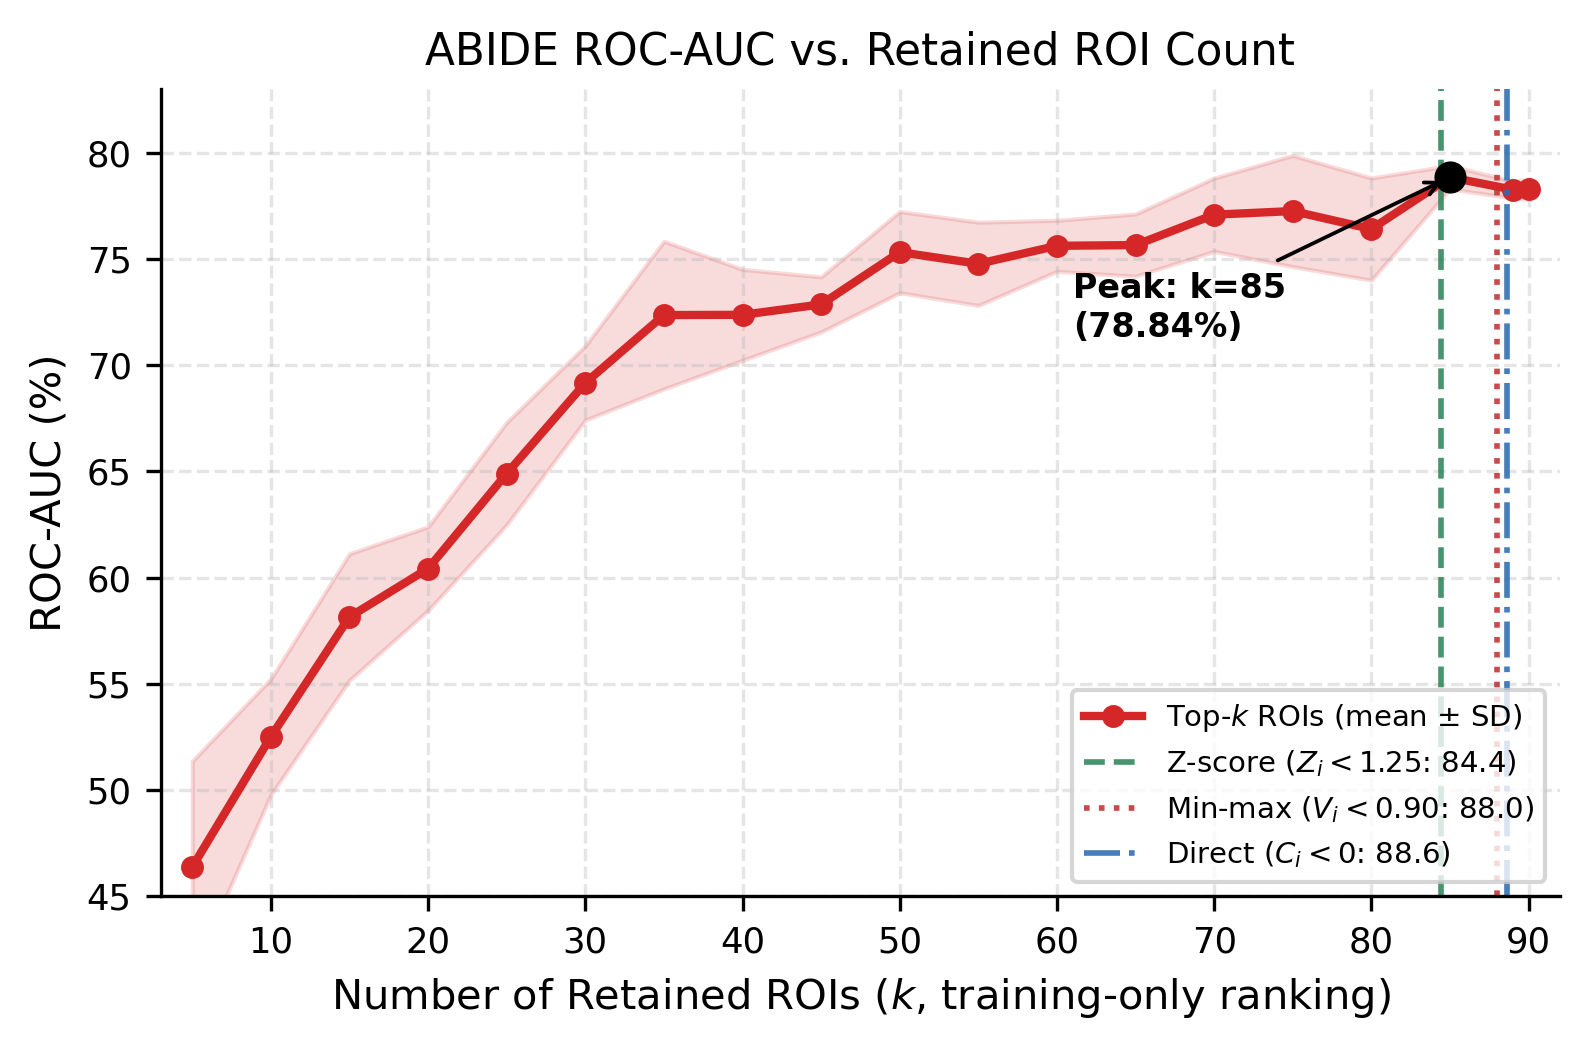 ABIDE ROC-AUC vs. Retained ROI Count
ROC-AUC (%)
80
75
70
65
60
55
50
45
Peak: k=85
(78.84%)
Top-k ROIs (mean ± SD)
Z-score (Zᵢ < 1.25: 84.4)
Min-max (Vᵢ < 0.90: 88.0)
Direct (Cᵢ < 0: 88.6)
10 20 30 40 50 60 70 80 90
Number of Retained ROIs (k, training-only ranking)